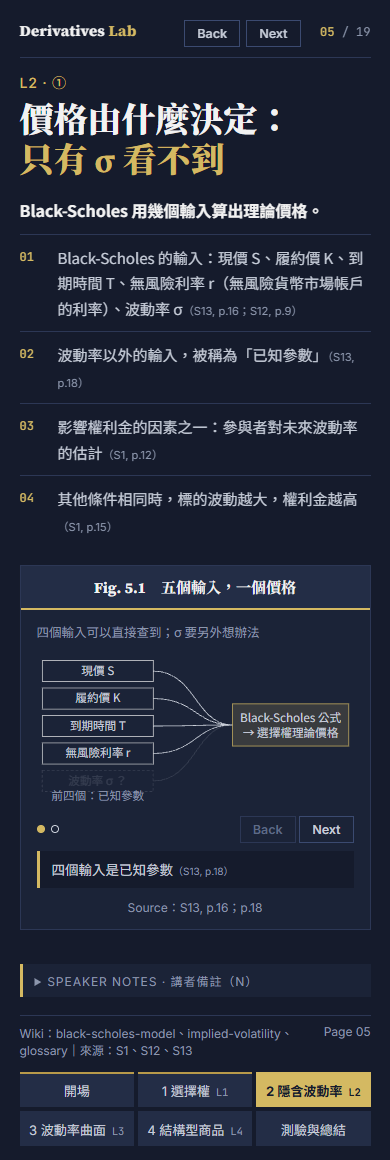 Derivatives Lab
Back
Next
05 / 19
L2 · ①
價格由什麼決定：
只有 σ 看不到
Black-Scholes 用幾個輸入算出理論價格。
01
Black-Scholes 的輸入：現價 S、履約價 K、到
期時間 T、無風險利率 r（無風險貨幣市場帳戶
的利率）、波動率 σ（S13, p.16；S12, p.9）
02
波動率以外的輸入，被稱為「已知參數」（S13,
p.18）
03
影響權利金的因素之一：參與者對未來波動率
的估計（S1, p.12）
04
其他條件相同時，標的波動越大，權利金越高
（S1, p.15）
Fig. 5.1 五個輸入，一個價格
四個輸入可以直接查到；σ 要另外想辦法
現價 S
履約價 K
到期時間 T
無風險利率 r
波動率 σ ？
前四個：已知參數
Black-Scholes 公式
→ 選擇權理論價格
Back
Next
四個輸入是已知參數（S13, p.18）
Source：S13, p.16；p.18
▶ SPEAKER NOTES · 講者備註（N）
Wiki：black-scholes-model、implied-volatility、
glossary｜來源：S1、S12、S13
Page 05
開場
1 選擇權 L1
2 隱含波動率 L2
3 波動率曲面 L3
4 結構型商品 L4
測驗與總結